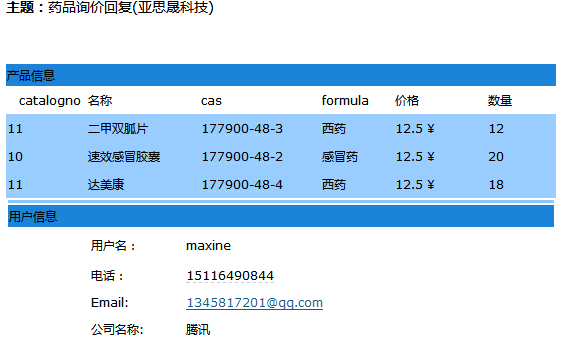 主题：药品询价回复(亚思晟科技)
产品信息
catalogno 名称 cas formula 价格 数量
11 二甲双胍片 177900-48-3 西药 12.5 ¥ 12
10 速效感冒胶囊 177900-48-2 感冒药 12.5 ¥ 20
11 达美康 177900-48-4 西药 12.5 ¥ 18
用户信息
用户名： maxine
电话： 15116490844
Email: 1345817201@qq.com
公司名称: 腾讯